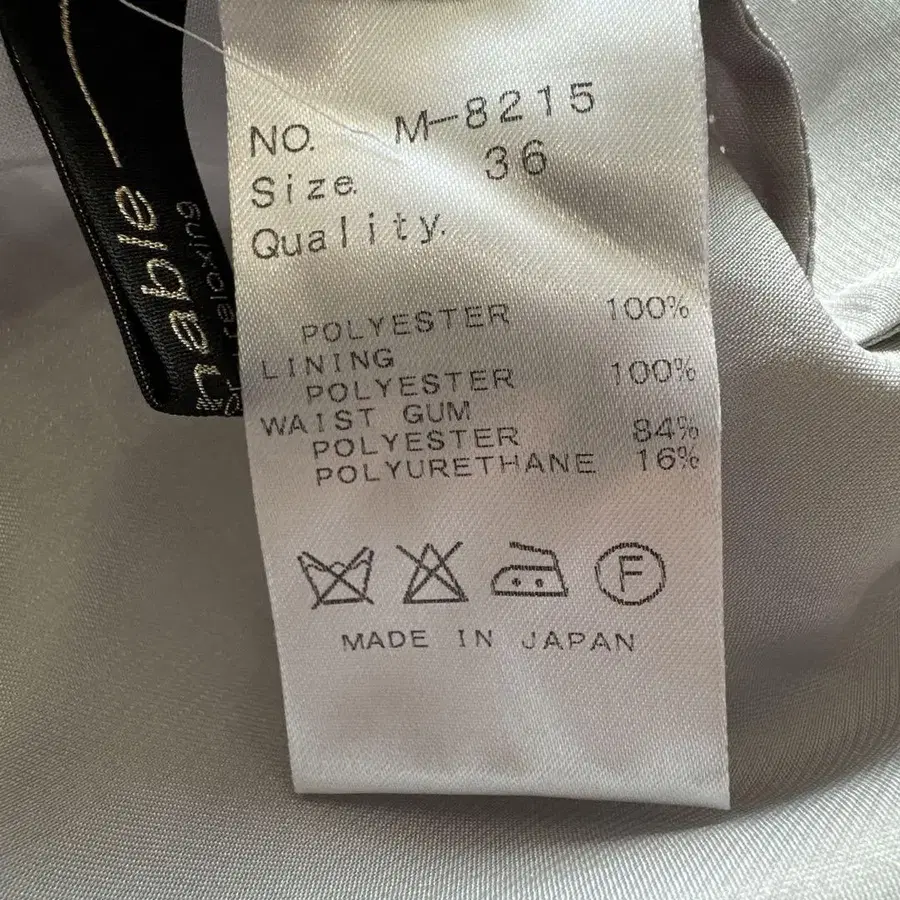 NO. M-8215
Size. 36
Quality.
POLYESTER 100%
LINING
POLYESTER 100%
WAIST GUM
POLYESTER 84%
POLYURETHANE 16%
F
MADE IN JAPAN
nable